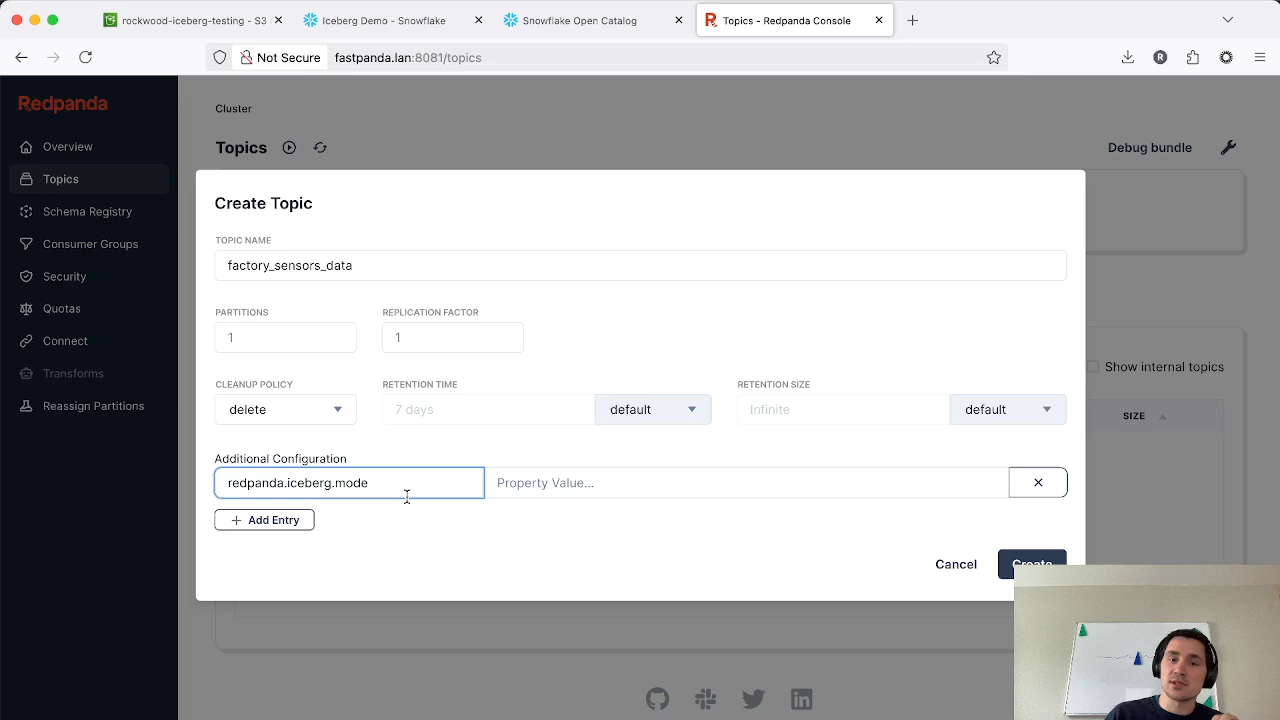 rockwood-iceberg-testing - S3
Iceberg Demo - Snowflake
Snowflake Open Catalog
Topics - Redpanda Console
Not Secure
fastpanda.lan:8081/topics
R
Redpanda
Overview
Topics
Schema Registry
Consumer Groups
Security
Quotas
Connect
Transforms
Reassign Partitions
Cluster
Topics
Debug bundle
Create Topic
TOPIC NAME
factory_sensors_data
PARTITIONS
REPLICATION FACTOR
1
1
CLEANUP POLICY
RETENTION TIME
RETENTION SIZE
delete
7 days
default
Infinite
default
Show internal topics
SIZE
Additional Configuration
redpanda.iceberg.mode
Property Value...
+ Add Entry
Cancel
Create